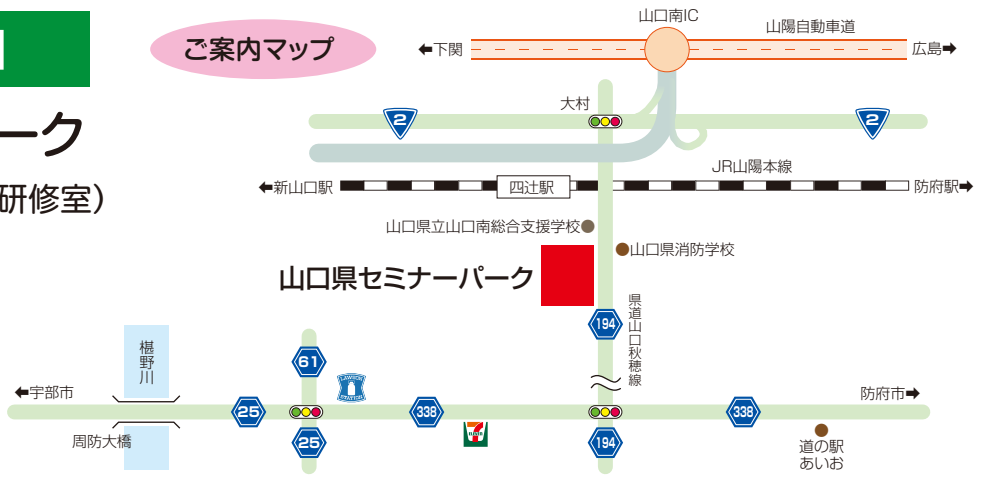 ーク
研修室）
ご案内マップ
山口南IC
山陽自動車道
←下関
広島→
大村
2
2
JR山陽本線
←新山口駅
四辻駅
防府駅→
山口県立山口南総合支援学校
山口県消防学校
山口県セミナーパーク
194
県道山口秋穂線
椹野川
61
LAWSON
STATION
←宇部市
防府市→
25
338
338
周防大橋
25
7
ELEVEN
194
道の駅
あいお